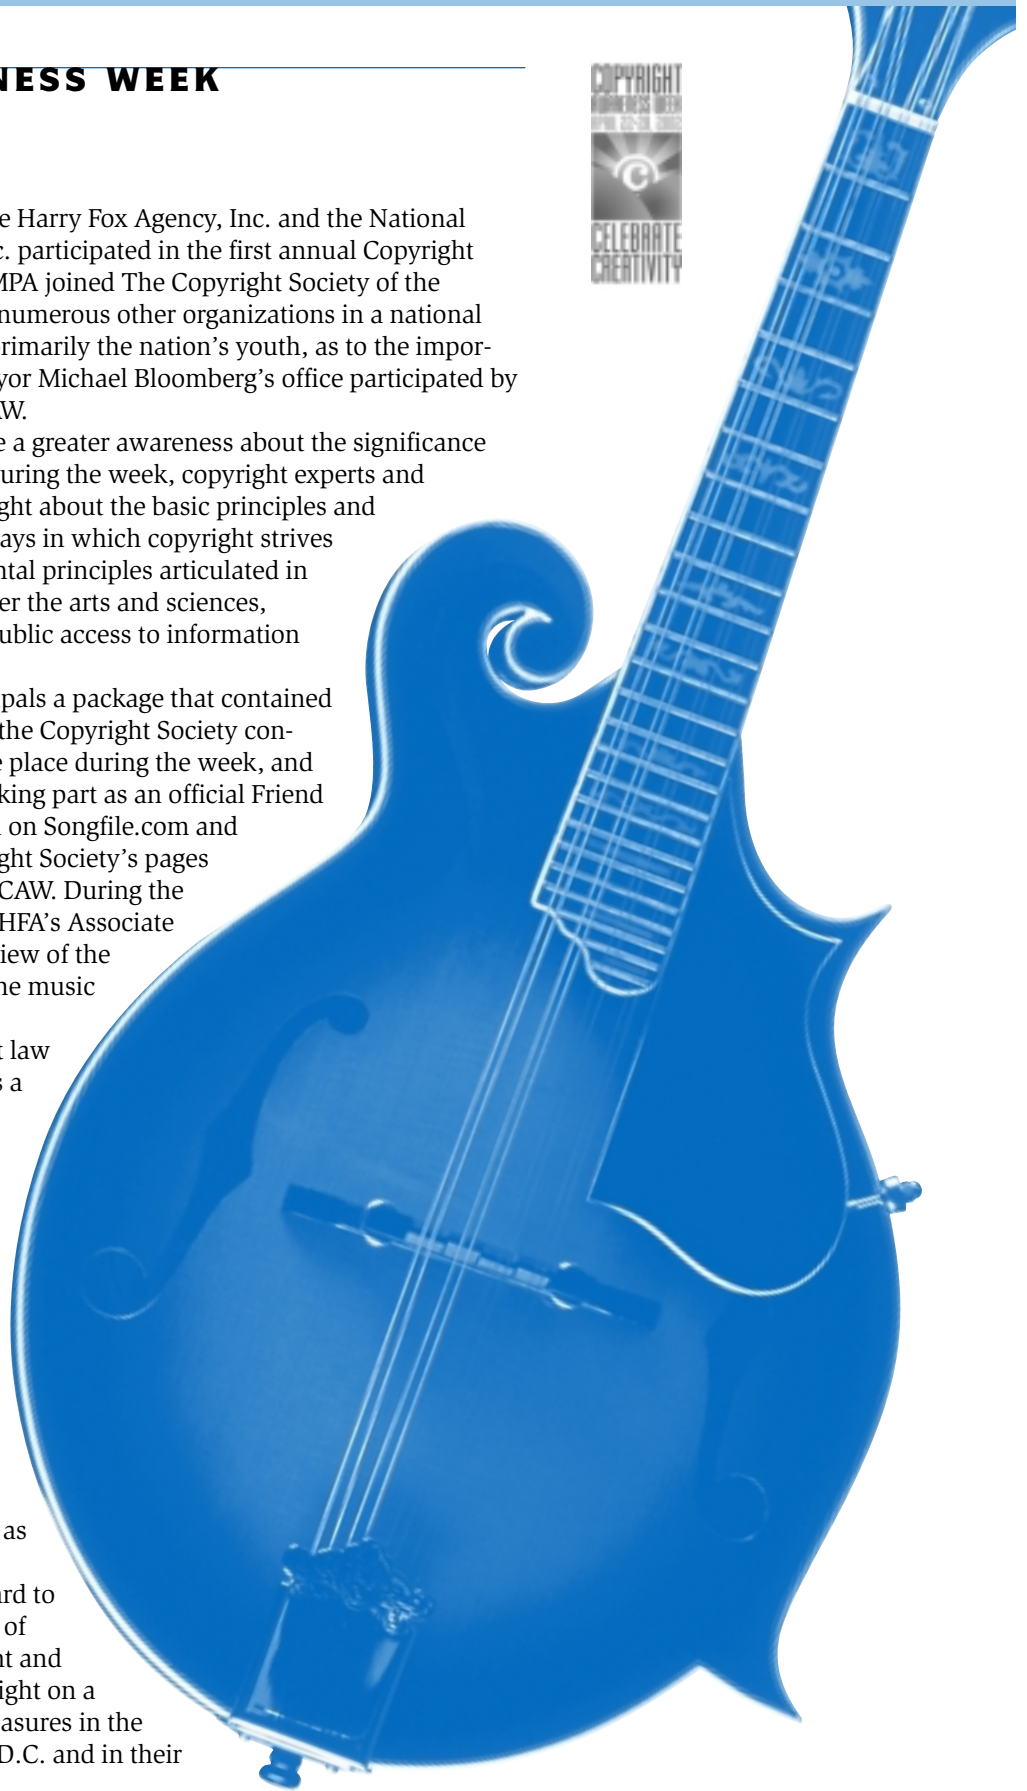 NESS WEEK
COPYRIGHT
AWARENESS WEEK
CELEBRATE
CREATIVITY
e Harry Fox Agency, Inc. and the National
c. participated in the first annual Copyright
MPA joined The Copyright Society of the
numerous other organizations in a national
rimarily the nation’s youth, as to the impor-
yor Michael Bloomberg’s office participated by
AW.
e a greater awareness about the significance
uring the week, copyright experts and
ght about the basic principles and
ays in which copyright strives
ntal principles articulated in
er the arts and sciences,
ublic access to information
ipals a package that contained
the Copyright Society con-
e place during the week, and
king part as an official Friend
on Songfile.com and
ght Society’s pages
CAW. During the
HFA’s Associate
iew of the
he music
t law
s a
as
ard to
of
nt and
ight on a
asures in the
D.C. and in their